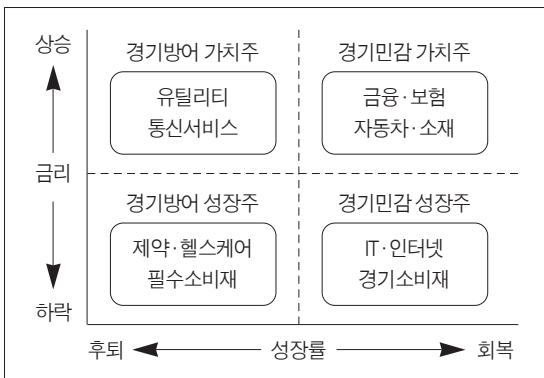 상승
경기방어 가치주
경기민감 가치주
유틸리티
통신서비스
금융·보험
자동차·소재
금리
경기방어 성장주
경기민감 성장주
제약·헬스케어
필수소비재
IT·인터넷
경기소비재
하락
후퇴
성장률
회복